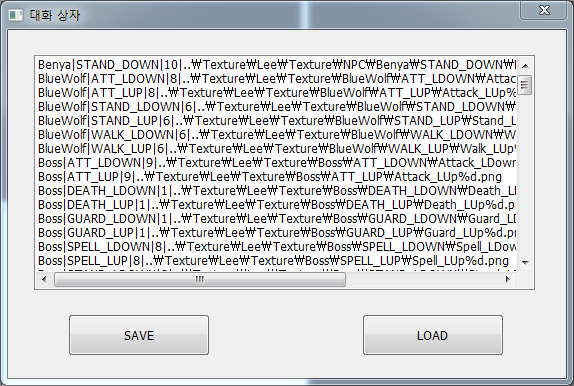 대화 상자
Benya|STAND_DOWN|10|..₩Texture₩Lee₩Texture₩NPC₩Benya₩STAND_DOWN₩
BlueWolf|ATT_LDOWN|8|..₩Texture₩Lee₩Texture₩BlueWolf₩ATT_LDOWN₩Attac
BlueWolf|ATT_LUP|8|..₩Texture₩Lee₩Texture₩BlueWolf₩ATT_LUP₩Attack_LUp%
BlueWolf|STAND_LDOWN|6|..₩Texture₩Lee₩Texture₩BlueWolf₩STAND_LDOWN₩
BlueWolf|STAND_LUP|6|..₩Texture₩Lee₩Texture₩BlueWolf₩STAND_LUP₩Stand_L
BlueWolf|WALK_LDOWN|6|..₩Texture₩Lee₩Texture₩BlueWolf₩WALK_LDOWN₩W
BlueWolf|WALK_LUP|6|..₩Texture₩Lee₩Texture₩BlueWolf₩WALK_LUP₩Walk_LUp
Boss|ATT_LDOWN|9|..₩Texture₩Lee₩Texture₩Boss₩ATT_LDOWN₩Attack_LDown
Boss|ATT_LUP|9|..₩Texture₩Lee₩Texture₩Boss₩ATT_LUP₩Attack_LUp%d.png
Boss|DEATH_LDOWN|1|..₩Texture₩Lee₩Texture₩Boss₩DEATH_LDOWN₩Death_L
Boss|DEATH_LUP|1|..₩Texture₩Lee₩Texture₩Boss₩DEATH_LUP₩Death_LUp%d.
Boss|GUARD_LDOWN|1|..₩Texture₩Lee₩Texture₩Boss₩GUARD_LDOWN₩Guard_L
Boss|GUARD_LUP|1|..₩Texture₩Lee₩Texture₩Boss₩GUARD_LUP₩Guard_LUp%d.
Boss|SPELL_LDOWN|8|..₩Texture₩Lee₩Texture₩Boss₩SPELL_LDOWN₩Spell_LDow
Boss|SPELL_LUP|8|..₩Texture₩Lee₩Texture₩Boss₩SPELL_LUP₩Spell_LUp%d.png
SAVE
LOAD